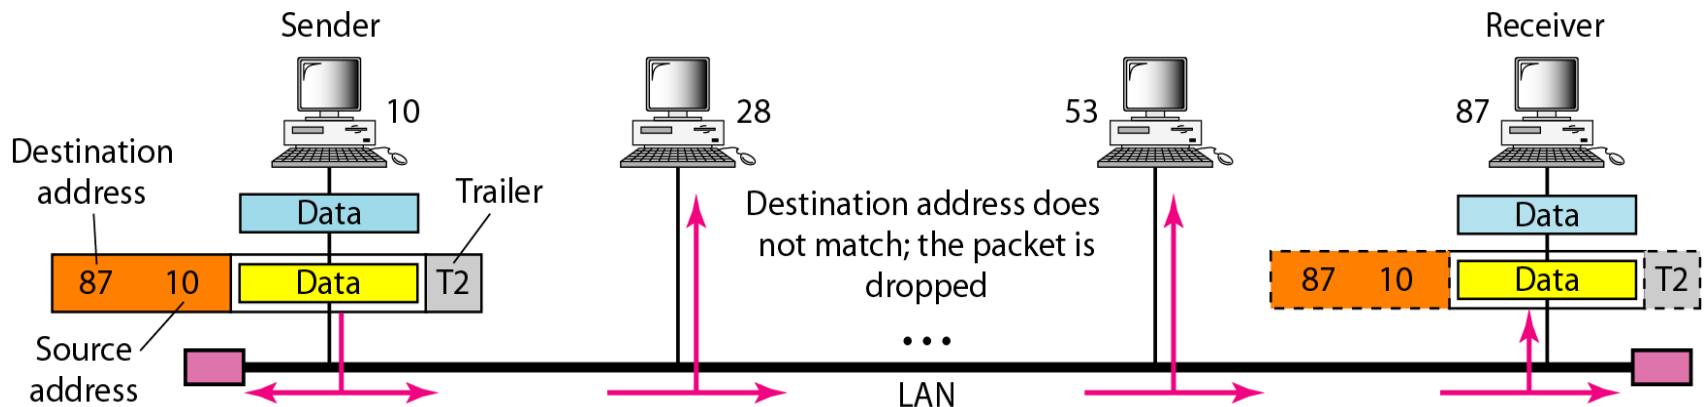 Sender
Receiver
10
28
53
87
Destination
address
Trailer
Data
Destination address does
not match; the packet is
dropped
Data
87 10
Data
T2
87 10
Data
T2
Source
address
...
LAN